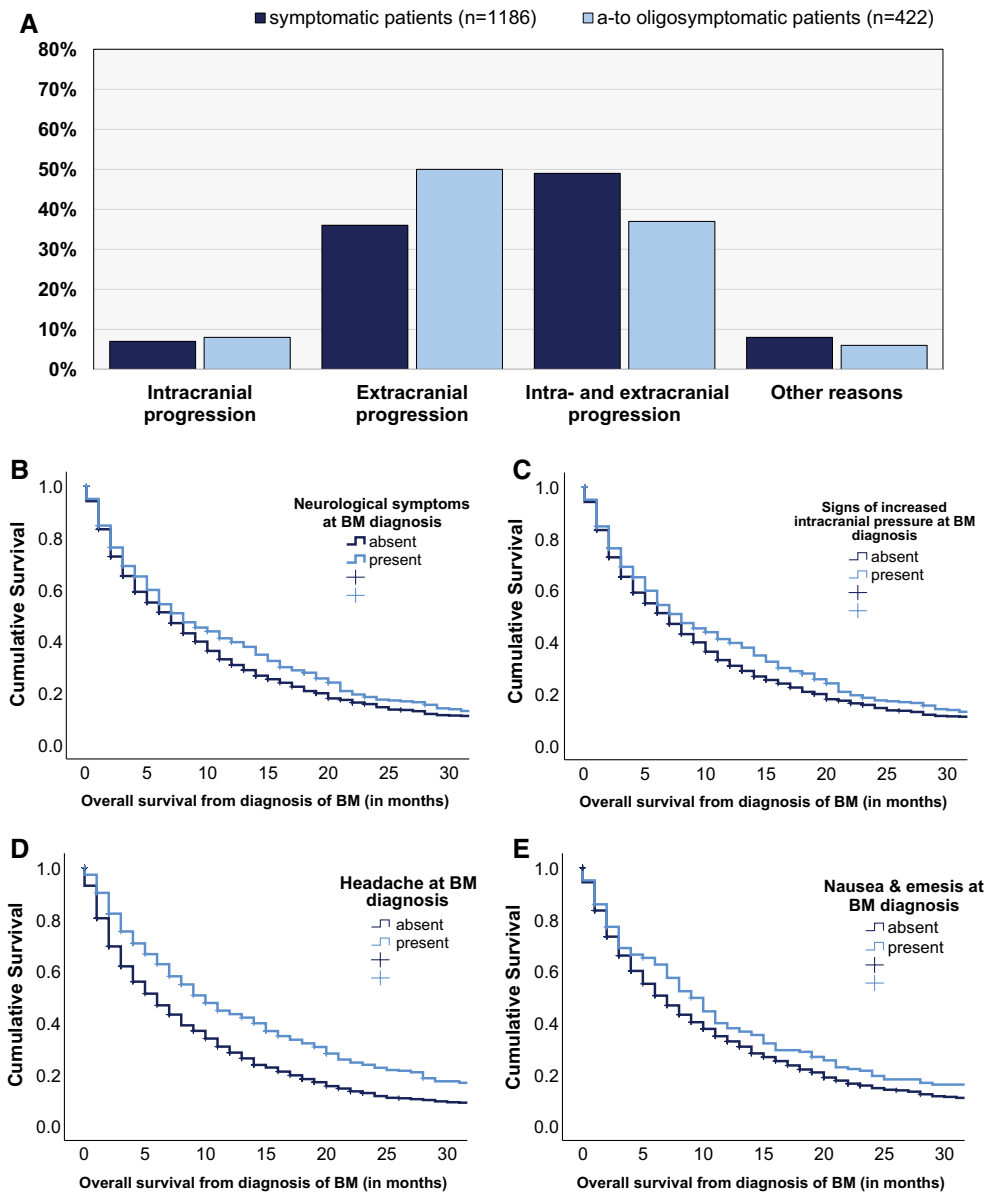 A
symptomatic patients (n=1186)
a-to oligosymptomatic patients (n=422)
80%
70%
60%
50%
40%
30%
20%
10%
0%
Intracranial
progression
Extracranial
progression
Intra- and extracranial
progression
Other reasons
B
Cumulative Survival
1.0
0.8
0.6
0.4
0.2
0.0
Neurological symptoms
at BM diagnosis
absent
present
0 5 10 15 20 25 30
Overall survival from diagnosis of BM (in months)
C
Cumulative Survival
1.0
0.8
0.6
0.4
0.2
0.0
Signs of increased
intracranial pressure at BM
diagnosis
absent
present
0 5 10 15 20 25 30
Overall survival from diagnosis of BM (in months)
D
Cumulative Survival
1.0
0.8
0.6
0.4
0.2
0.0
Headache at BM
diagnosis
absent
present
0 5 10 15 20 25 30
Overall survival from diagnosis of BM (in months)
E
Cumulative Survival
1.0
0.8
0.6
0.4
0.2
0.0
Nausea & emesis at
BM diagnosis
absent
present
0 5 10 15 20 25 30
Overall survival from diagnosis of BM (in months)